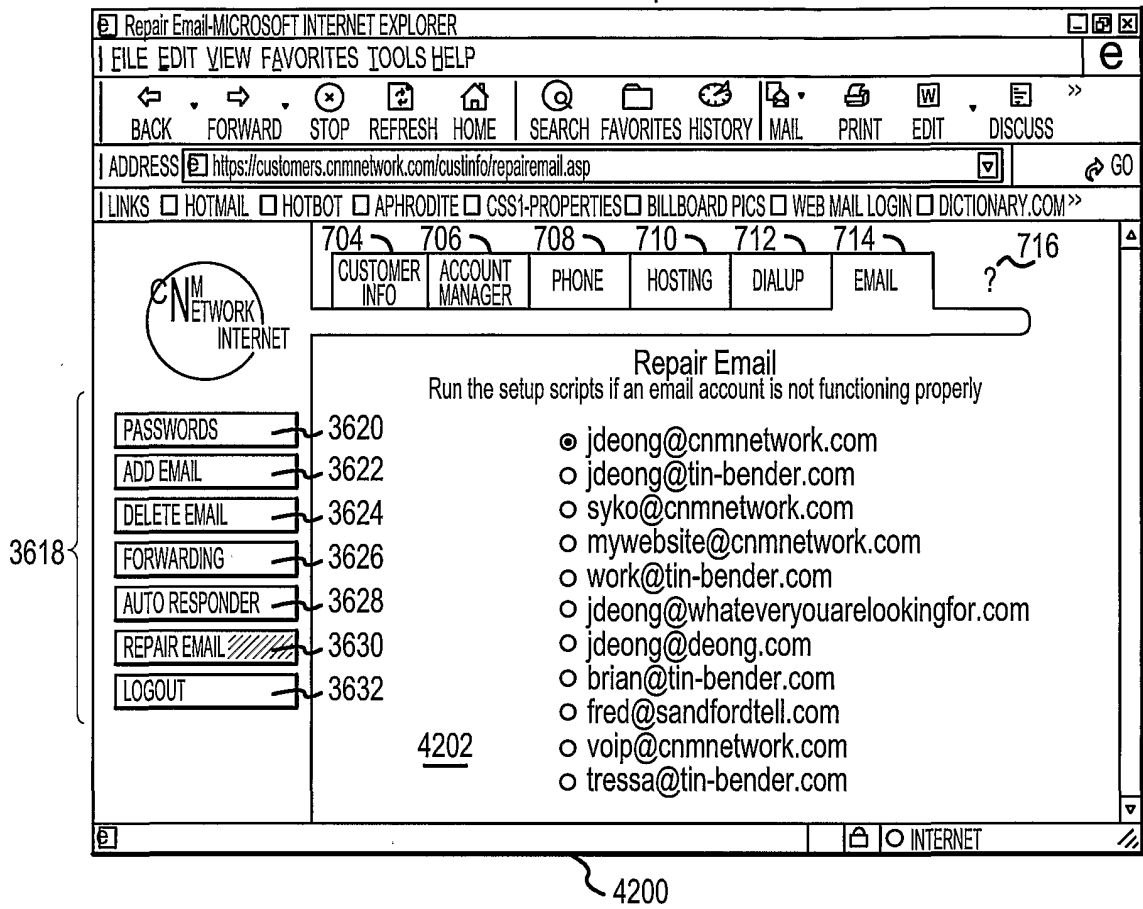 Repair Email-MICROSOFT INTERNET EXPLORER
FILE EDIT VIEW FAVORITES TOOLS HELP
e
BACK FORWARD STOP REFRESH HOME SEARCH FAVORITES HISTORY MAIL PRINT EDIT DISCUSS >>
ADDRESS https://customers.cnmnetwork.com/custinfo/repairemail.asp GO
LINKS HOTMAIL HOTBOT APHRODITE CSS1-PROPERTIES BILLBOARD PICS WEB MAIL LOGIN DICTIONARY.COM >>
704 706 708 710 712 714 716
CUSTOMER INFO ACCOUNT MANAGER PHONE HOSTING DIALUP EMAIL ?
CNM
NETWORK
INTERNET
Repair Email
Run the setup scripts if an email account is not functioning properly
3618
PASSWORDS 3620
ADD EMAIL 3622
DELETE EMAIL 3624
FORWARDING 3626
AUTO RESPONDER 3628
REPAIR EMAIL 3630
LOGOUT 3632
jdeong@cnmnetwork.com
jdeong@tin-bender.com
syko@cnmnetwork.com
mywebsite@cnmnetwork.com
work@tin-bender.com
jdeong@whateveryouarelookingfor.com
jdeong@deong.com
brian@tin-bender.com
fred@sandfordtell.com
voip@cnmnetwork.com
tressa@tin-bender.com
4202
INTERNET
4200